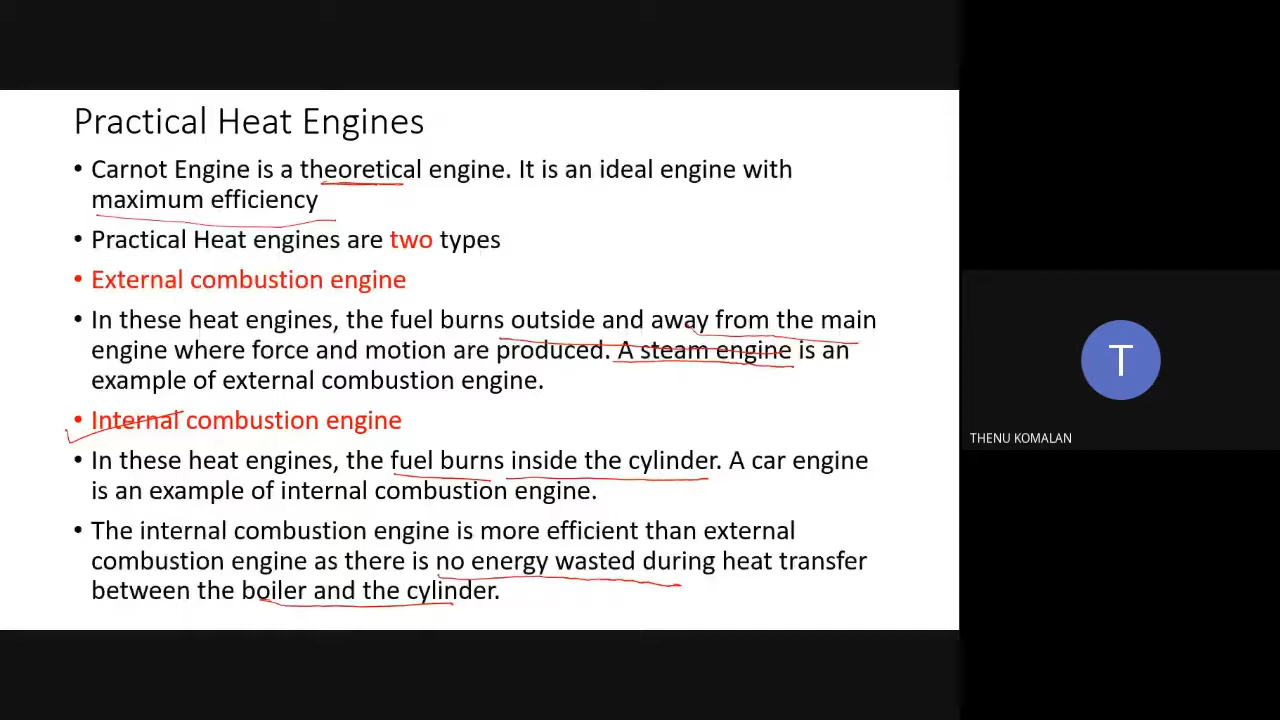 Practical Heat Engines
• Carnot Engine is a theoretical engine. It is an ideal engine with
maximum efficiency
• Practical Heat engines are two types
• External combustion engine
• In these heat engines, the fuel burns outside and away from the main
engine where force and motion are produced. A steam engine is an
example of external combustion engine.
• Internal combustion engine
• In these heat engines, the fuel burns inside the cylinder. A car engine
is an example of internal combustion engine.
• The internal combustion engine is more efficient than external
combustion engine as there is no energy wasted during heat transfer
between the boiler and the cylinder.
T
THENU KOMALAN